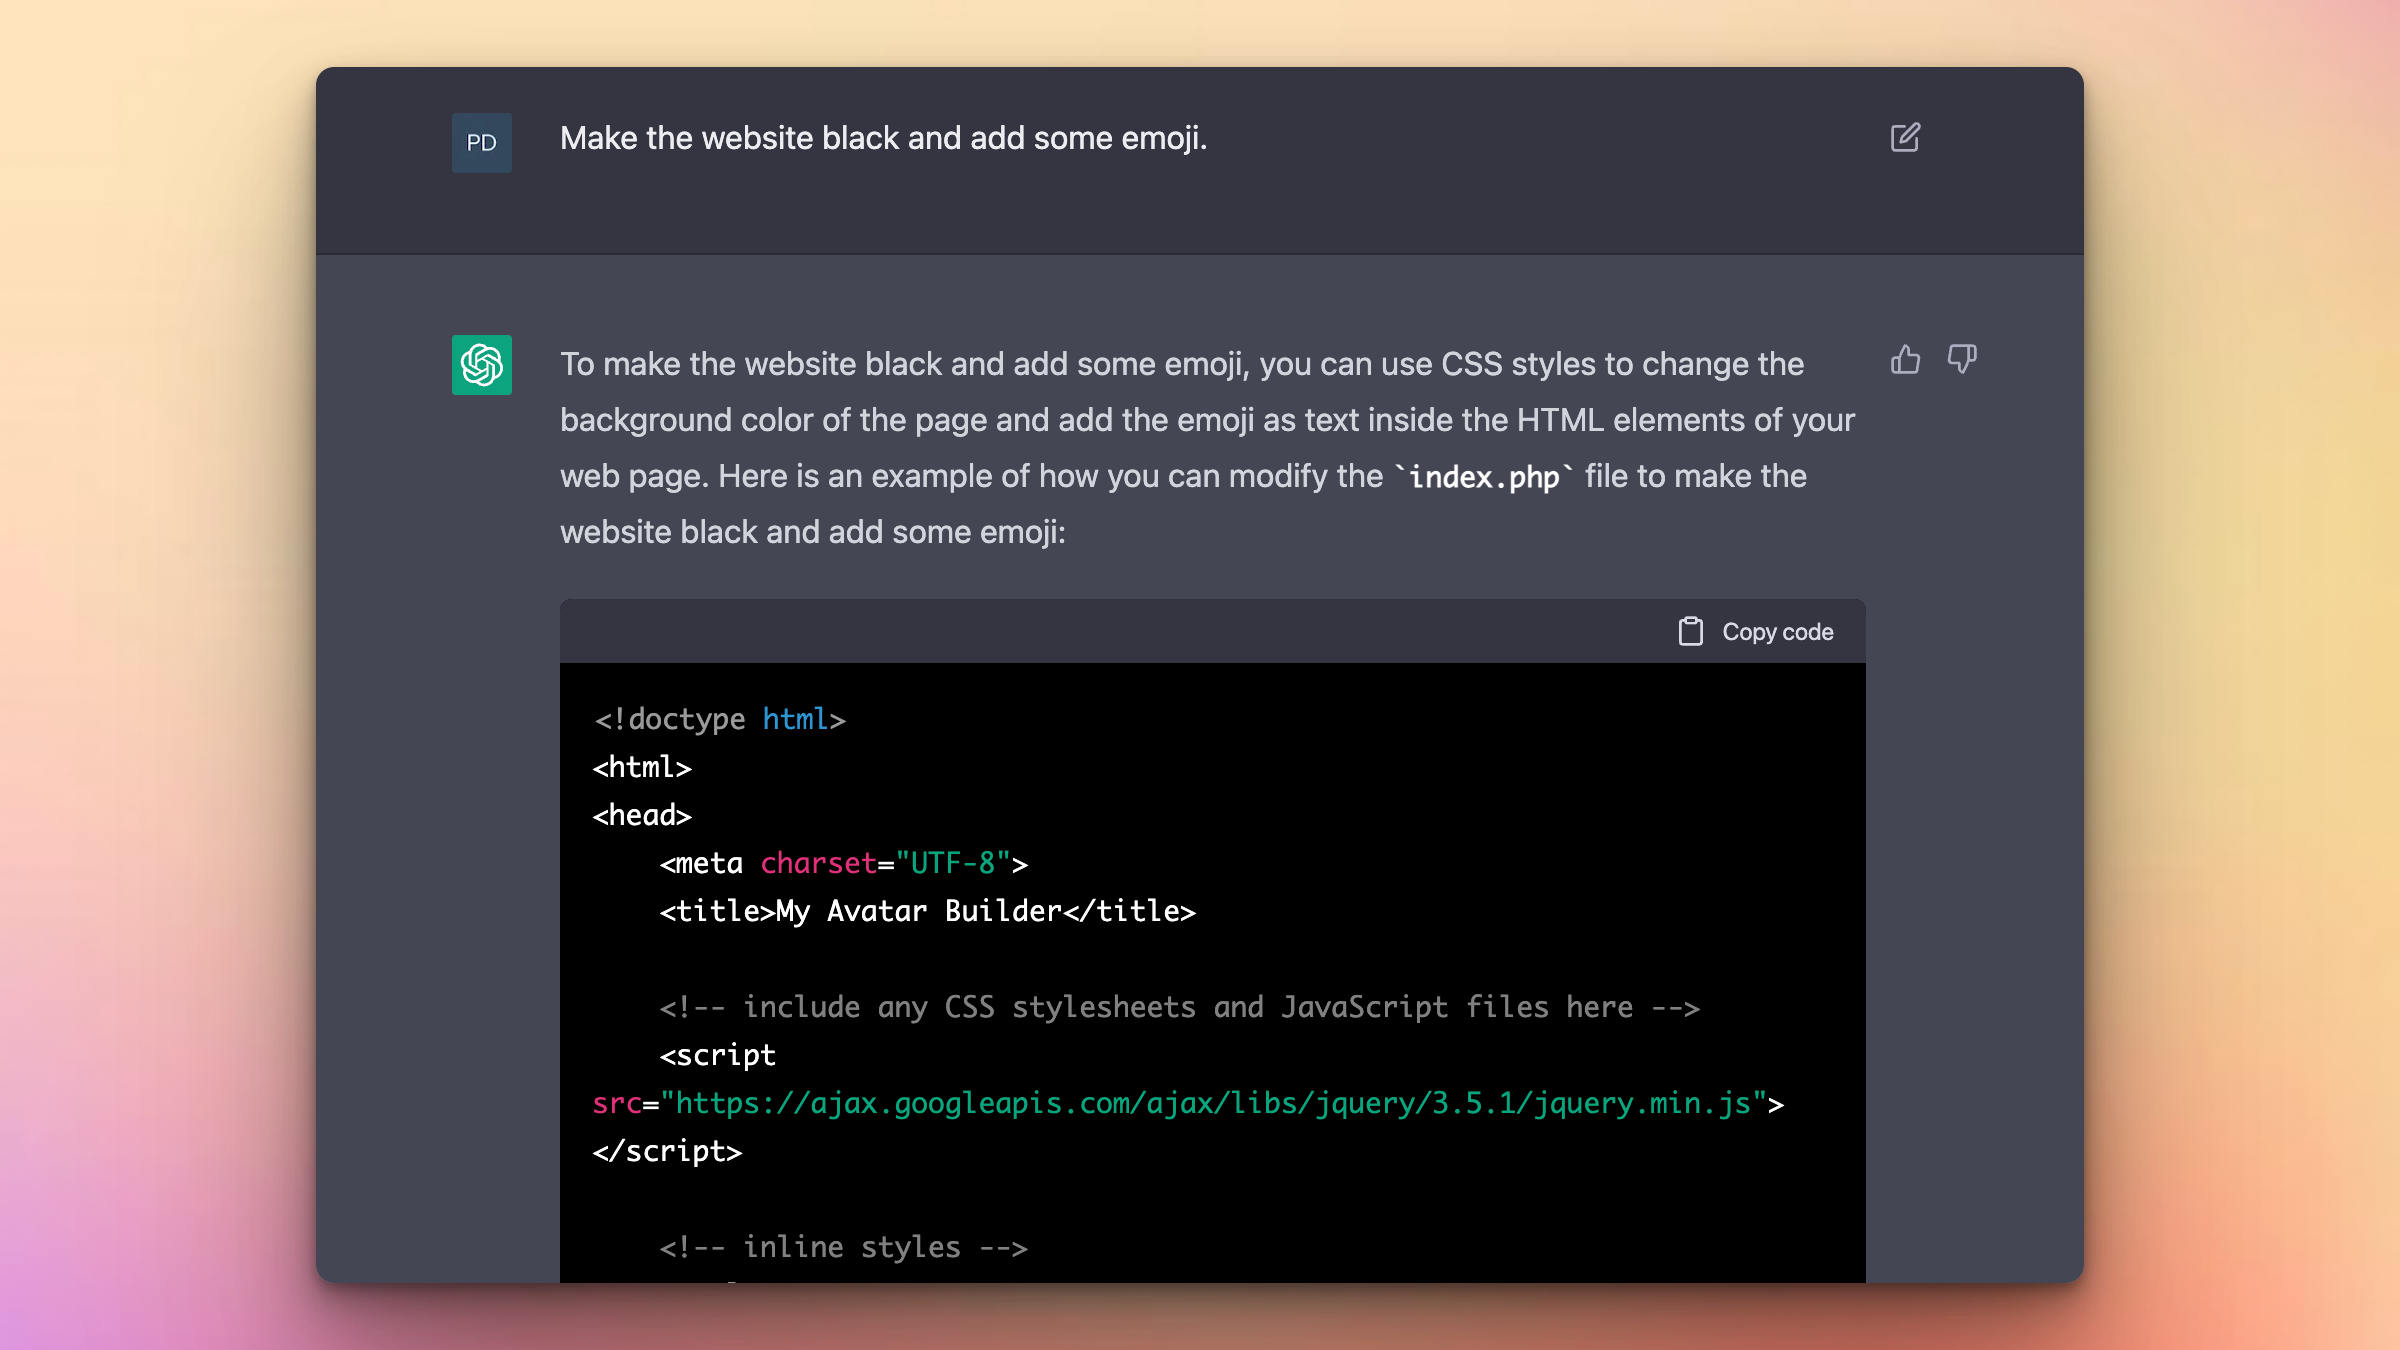 PD
Make the website black and add some emoji.
To make the website black and add some emoji, you can use CSS styles to change the
background color of the page and add the emoji as text inside the HTML elements of your
web page. Here is an example of how you can modify the `index.php` file to make the
website black and add some emoji:
Copy code
<!doctype html>
<html>
<head>
    <meta charset="UTF-8">
    <title>My Avatar Builder</title>
    <!-- include any CSS stylesheets and JavaScript files here -->
    <script
src="https://ajax.googleapis.com/ajax/libs/jquery/3.5.1/jquery.min.js">
</script>
    <!-- inline styles -->